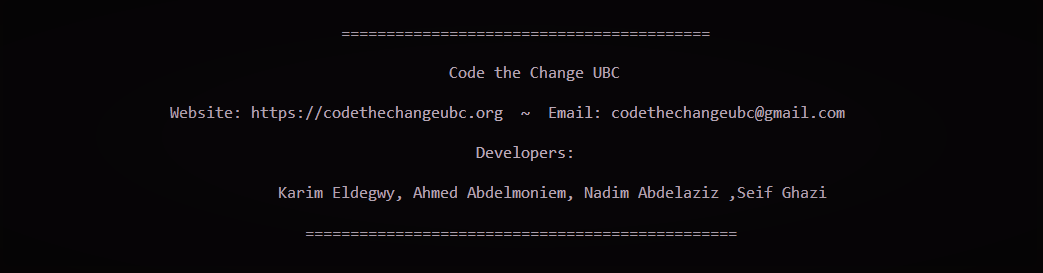 =========================================
Code the Change UBC
Website: https://codethechangeubc.org ~ Email: codethechangeubc@gmail.com
Developers:
Karim Eldegwy, Ahmed Abdelmoniem, Nadim Abdelaziz ,Seif Ghazi
================================================